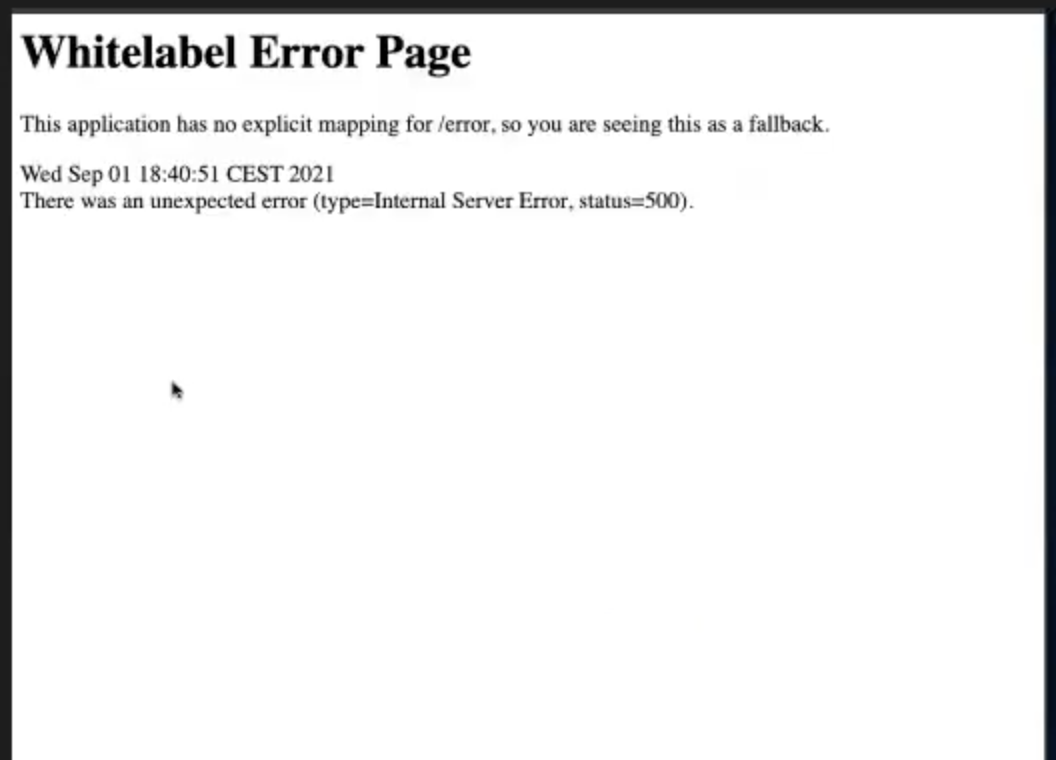 Whitelabel Error Page
This application has no explicit mapping for /error, so you are seeing this as a fallback.
Wed Sep 01 18:40:51 CEST 2021
There was an unexpected error (type=Internal Server Error, status=500).